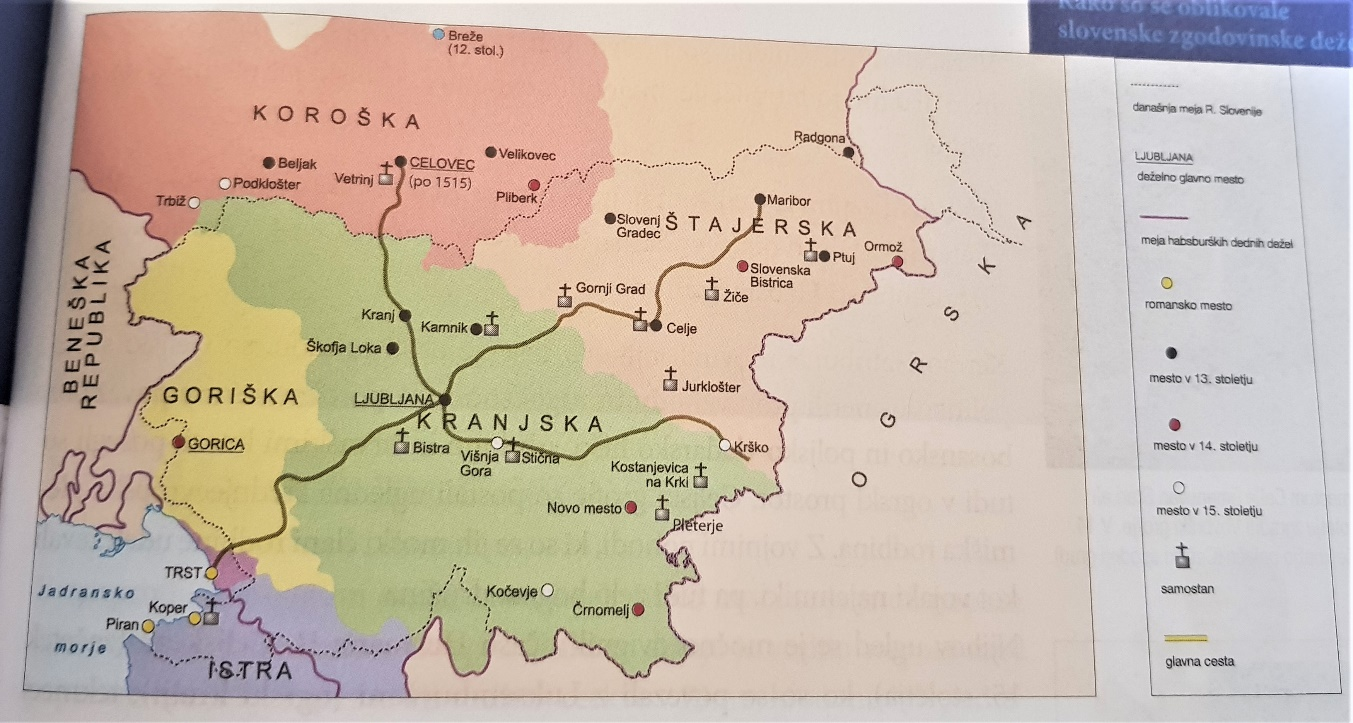 Kako so se oblikovale
slovenske zgodovinske
Breže
(12. stol.)
KOROŠKA
Beljak
CELOVEC
(po 1515)
Velikovec
Vetrinj
Podklošter
Trbiž
Pliberk
Radgona
Maribor
Slovenj
Gradec
ŠTAJERSKA
Ptuj
Ormož
Slovenska
Bistrica
Gornji Grad
Žiče
BENEŠKA
REPUBLIKA
Kranj
Kamnik
Celje
Škofja Loka
Jurklošter
GORIŠKA
LJUBLJANA
KRANJSKA
OGRSKA
GORICA
Bistra
Višnja
Gora
Stična
Krško
Kostanjevica
na Krki
Novo mesto
Pleterje
TRST
Jadransko
morje
Koper
Piran
Kočevje
Črnomelj
ISTRA
današnja meja R. Slovenije
LJUBLJANA
deželno glavno mesto
meja habsburških dednih dežel
romansko mesto
mesto v 13. stoletju
mesto v 14. stoletju
mesto v 15. stoletju
samostan
glavna cesta